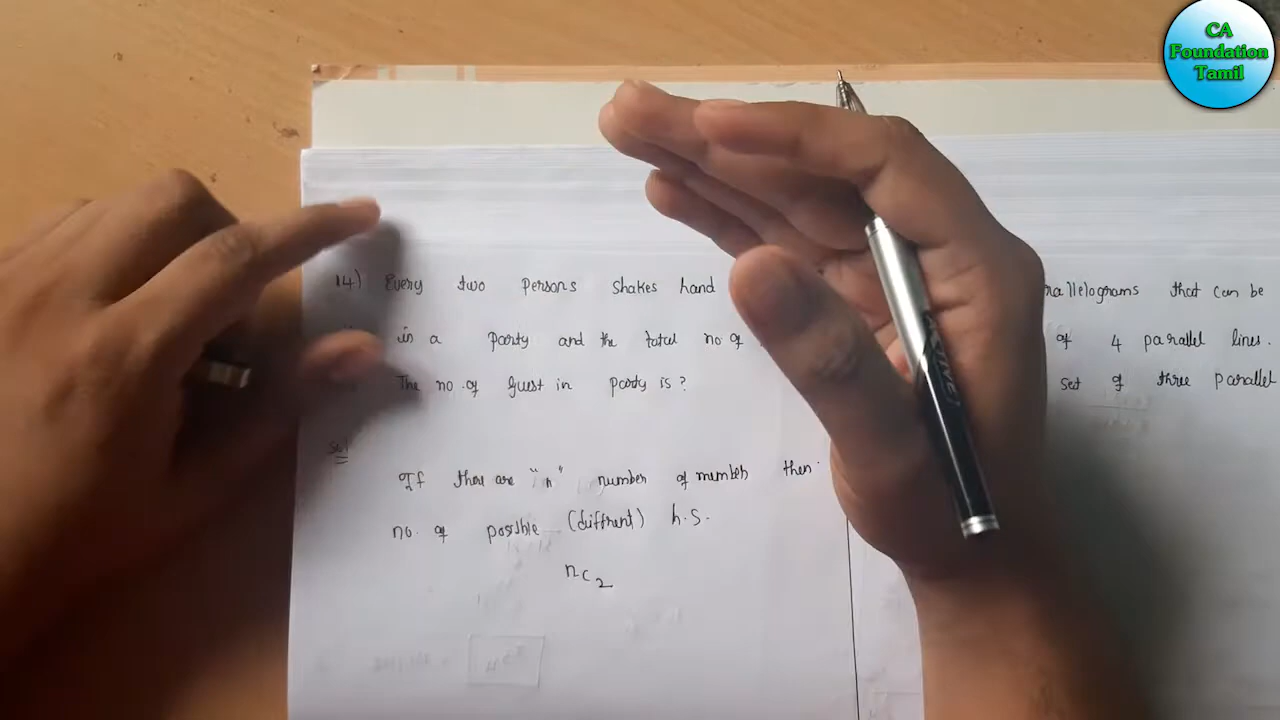 CA
Foundation
Tamil
14) Every two persons shakes hand
in a party and the total no. of
The no. of guest in party is?
Sol
If there are "n" number of member then
no. of possible (diffrent) h.s.
nc2
rallelograms that can be
of 4 parallel lines.
set of three parallel